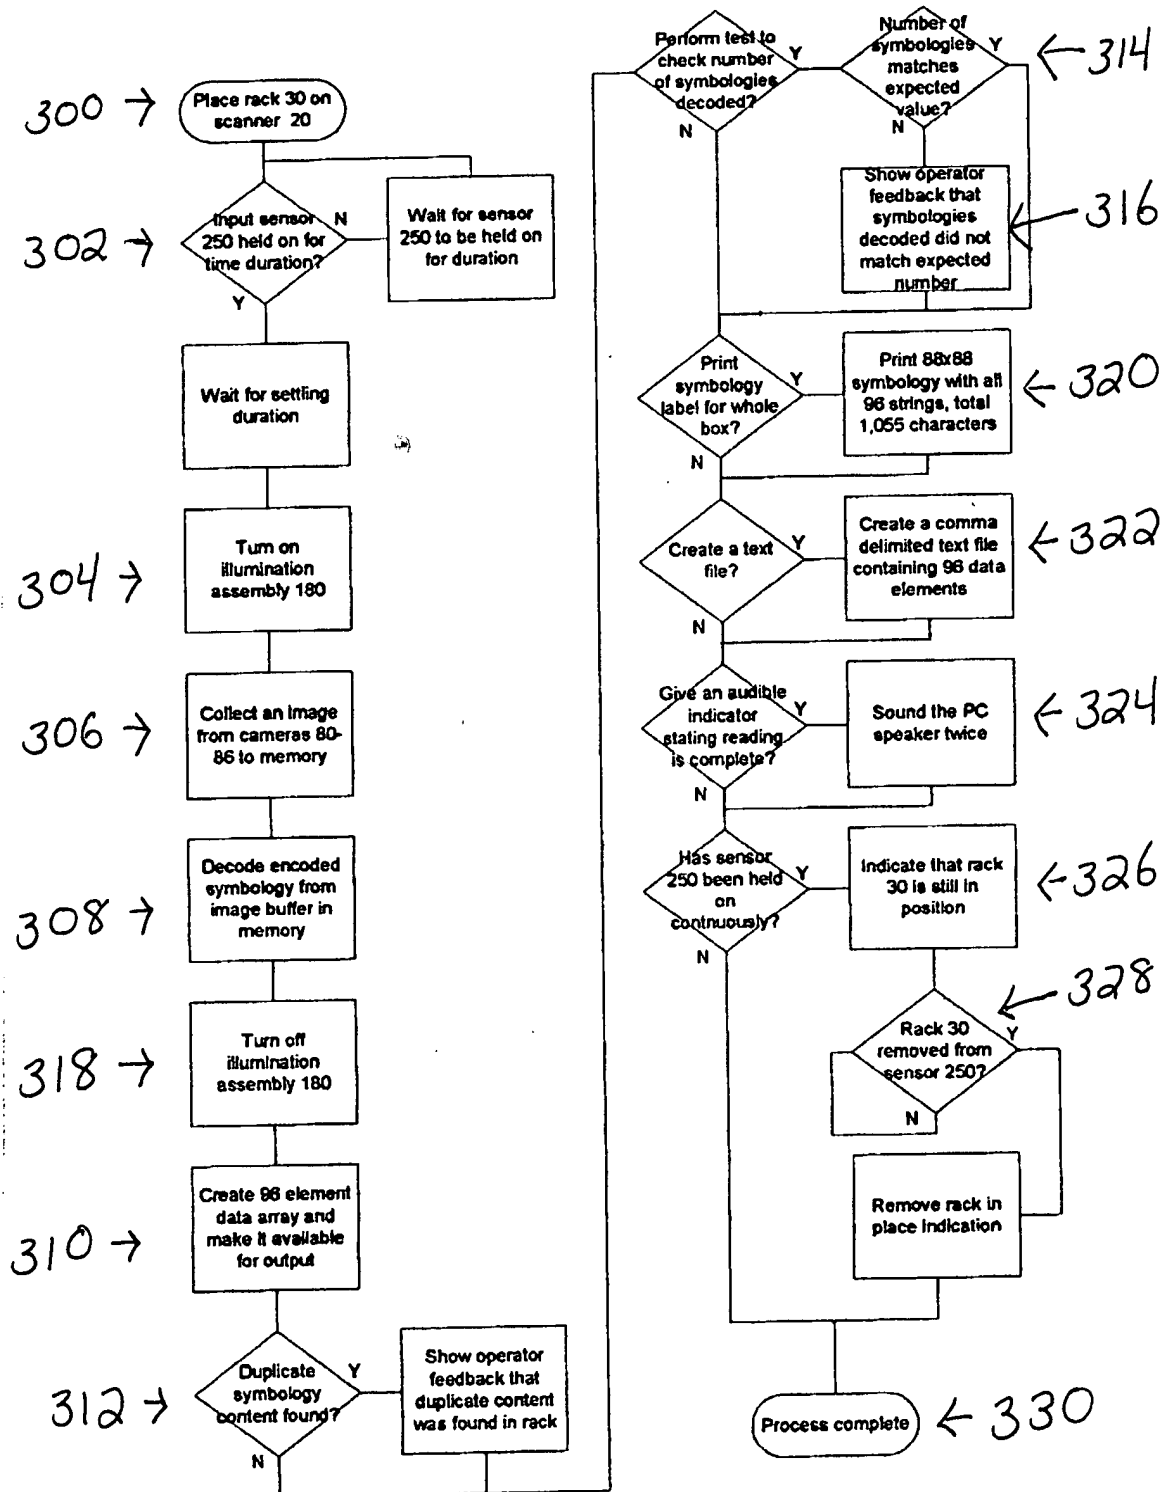 300 →
Place rack 30 on
scanner 20
302 →
Input sensor
250 held on for
time duration?
N
Y
Wait for sensor
250 to be held on
for duration
Wait for settling
duration
304 →
Turn on
illumination
assembly 180
306 →
Collect an image
from cameras 80-
86 to memory
308 →
Decode encoded
symbology from
image buffer in
memory
318 →
Turn off
illumination
assembly 180
310 →
Create 96 element
data array and
make it available
for output
312 →
Duplicate
symbology
content found?
Y
N
Show operator
feedback that
duplicate content
was found in rack
Perform test to
check number
of symbologies
decoded?
Y
N
Number of
symbologies
matches
expected
value?
Y
N
← 314
Show operator
feedback that
symbologies
decoded did not
match expected
number
← 316
Print
symbology
label for whole
box?
Y
N
Print 88x88
symbology with all
96 strings, total
1,055 characters
← 320
Create a text
file?
Y
N
Create a comma
delimited text file
containing 96 data
elements
← 322
Give an audible
indicator
stating reading
is complete?
Y
N
Sound the PC
speaker twice
← 324
Has sensor
250 been held
on
contnuously?
Y
N
Indicate that rack
30 is still in
position
← 326
Rack 30
removed from
sensor 250?
Y
N
← 328
Remove rack in
place indication
Process complete
← 330